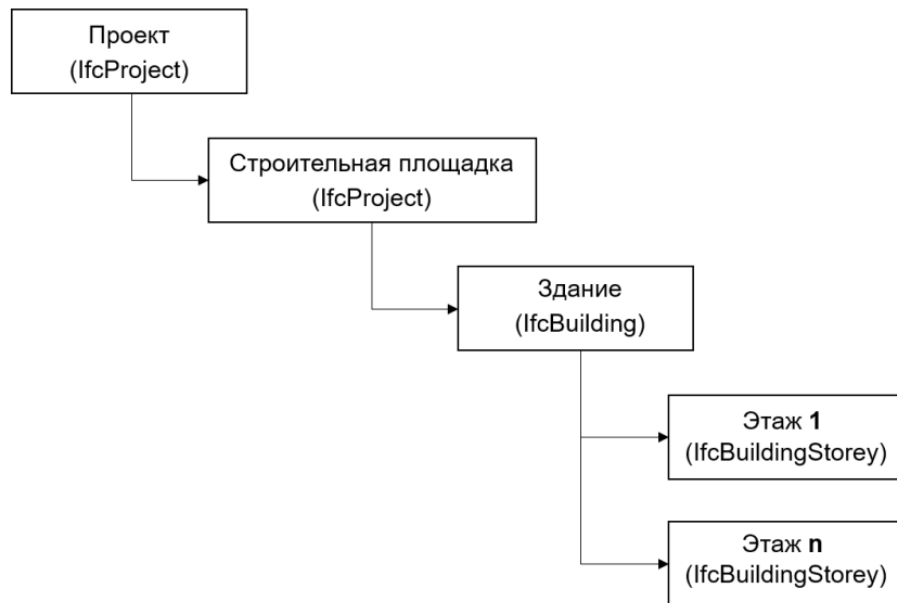 Проект
(IfcProject)
Строительная площадка
(IfcProject)
Здание
(IfcBuilding)
Этаж 1
(IfcBuildingStorey)
Этаж n
(IfcBuildingStorey)